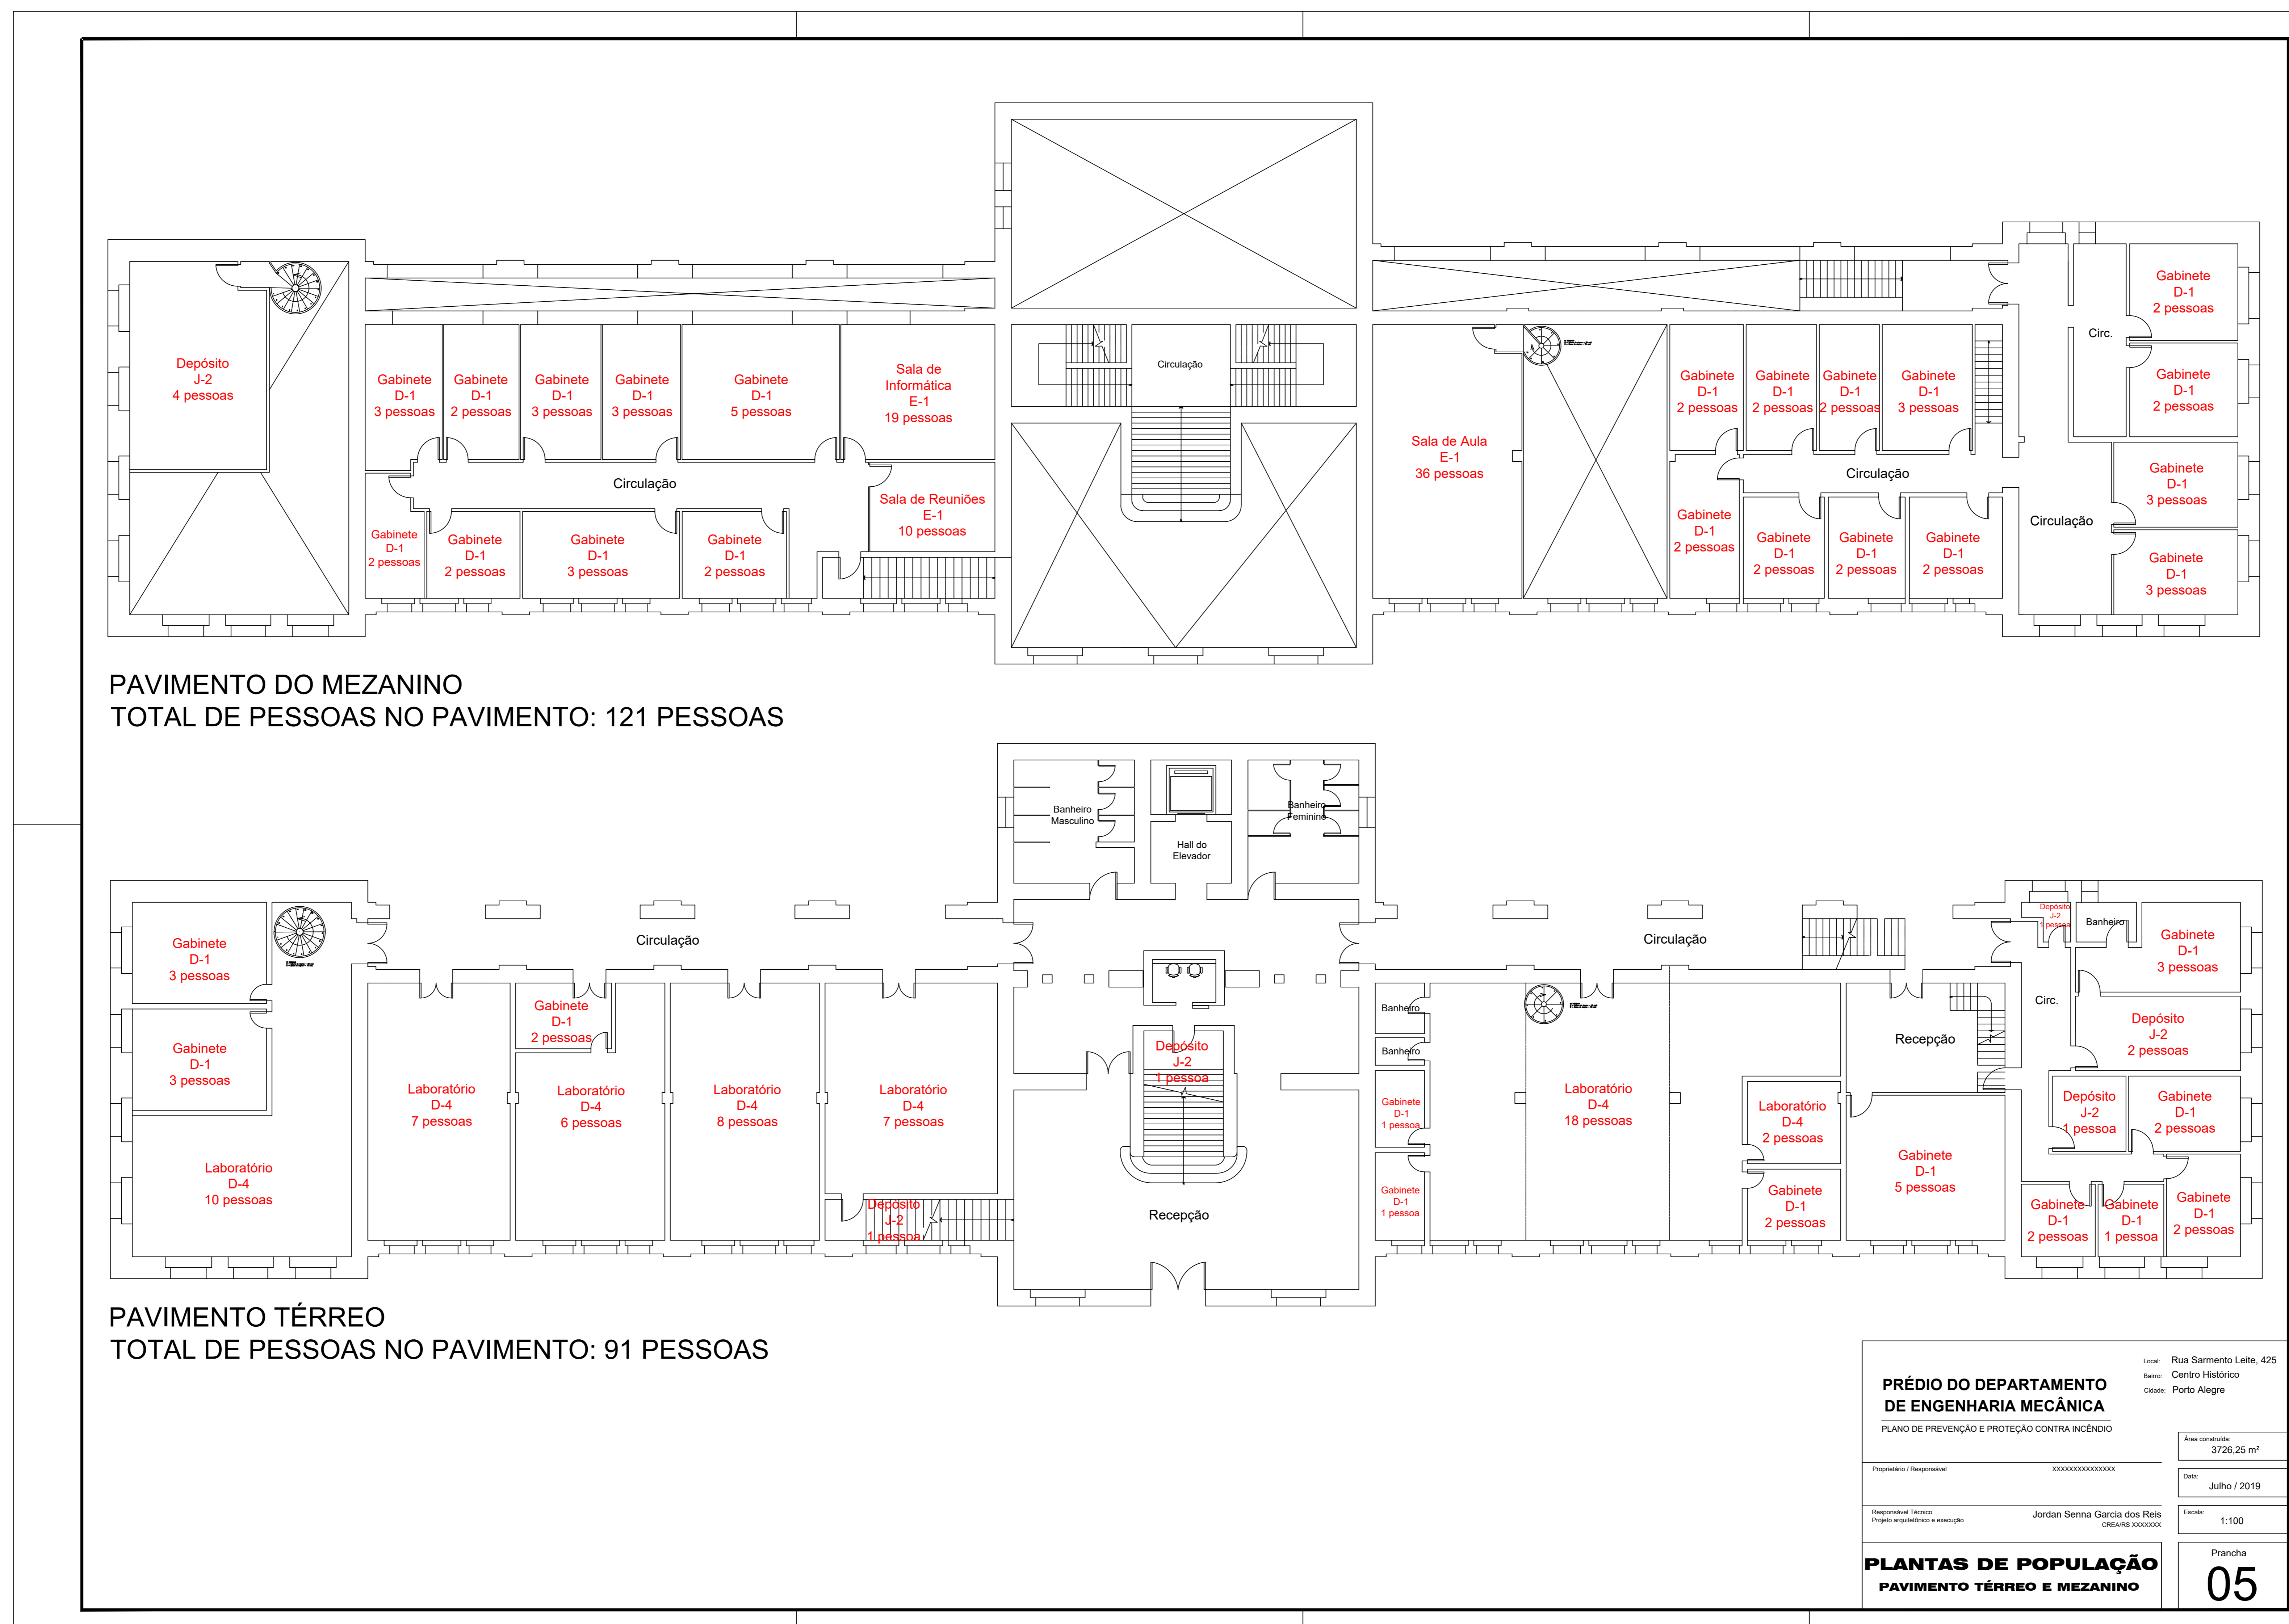 Depósito
J-2
4 pessoas
Gabinete
D-1
3 pessoas
Gabinete
D-1
2 pessoas
Gabinete
D-1
3 pessoas
Gabinete
D-1
3 pessoas
Gabinete
D-1
5 pessoas
Sala de
Informática
E-1
19 pessoas
Circulação
Sala de Reuniões
E-1
10 pessoas
Gabinete
D-1
2 pessoas
Gabinete
D-1
2 pessoas
Gabinete
D-1
3 pessoas
Gabinete
D-1
2 pessoas
Circulação
Sala de Aula
E-1
36 pessoas
Gabinete
D-1
2 pessoas
Gabinete
D-1
2 pessoas
Gabinete
D-1
2 pessoas
Gabinete
D-1
3 pessoas
Circulação
Gabinete
D-1
2 pessoas
Gabinete
D-1
2 pessoas
Gabinete
D-1
2 pessoas
Gabinete
D-1
2 pessoas
Circ.
Gabinete
D-1
2 pessoas
Gabinete
D-1
2 pessoas
Gabinete
D-1
3 pessoas
Circulação
Gabinete
D-1
3 pessoas
PAVIMENTO DO MEZANINO
TOTAL DE PESSOAS NO PAVIMENTO: 121 PESSOAS
Banheiro
Masculino
Hall do
Elevador
Banheiro
Feminino
Gabinete
D-1
3 pessoas
Gabinete
D-1
3 pessoas
Laboratório
D-4
10 pessoas
Circulação
Laboratório
D-4
7 pessoas
Gabinete
D-1
2 pessoas
Laboratório
D-4
6 pessoas
Laboratório
D-4
8 pessoas
Laboratório
D-4
7 pessoas
Depósito
J-2
1 pessoa
Depósito
J-2
1 pessoa
Recepção
Circulação
Banheiro
Banheiro
Gabinete
D-1
1 pessoa
Gabinete
D-1
1 pessoa
Laboratório
D-4
18 pessoas
Laboratório
D-4
2 pessoas
Gabinete
D-1
2 pessoas
Recepção
Gabinete
D-1
5 pessoas
Depósito
J-2
1 pessoa
Banheiro
Gabinete
D-1
3 pessoas
Circ.
Depósito
J-2
2 pessoas
Depósito
J-2
1 pessoa
Gabinete
D-1
2 pessoas
Gabinete
D-1
2 pessoas
Gabinete
D-1
1 pessoa
Gabinete
D-1
2 pessoas
PAVIMENTO TÉRREO
TOTAL DE PESSOAS NO PAVIMENTO: 91 PESSOAS
PRÉDIO DO DEPARTAMENTO
DE ENGENHARIA MECÂNICA
PLANO DE PREVENÇÃO E PROTEÇÃO CONTRA INCÊNDIO
Local: Rua Sarmento Leite, 425
Bairro: Centro Histórico
Cidade: Porto Alegre
Área construída:
3726,25 m²
Proprietário / Responsável XXXXXXXXXXXXXXX
Data:
Julho / 2019
Responsável Técnico
Projeto arquitetônico e execução
Jordan Senna Garcia dos Reis
CREA/RS XXXXXXX
Escala:
1:100
PLANTAS DE POPULAÇÃO
PAVIMENTO TÉRREO E MEZANINO
Prancha
05